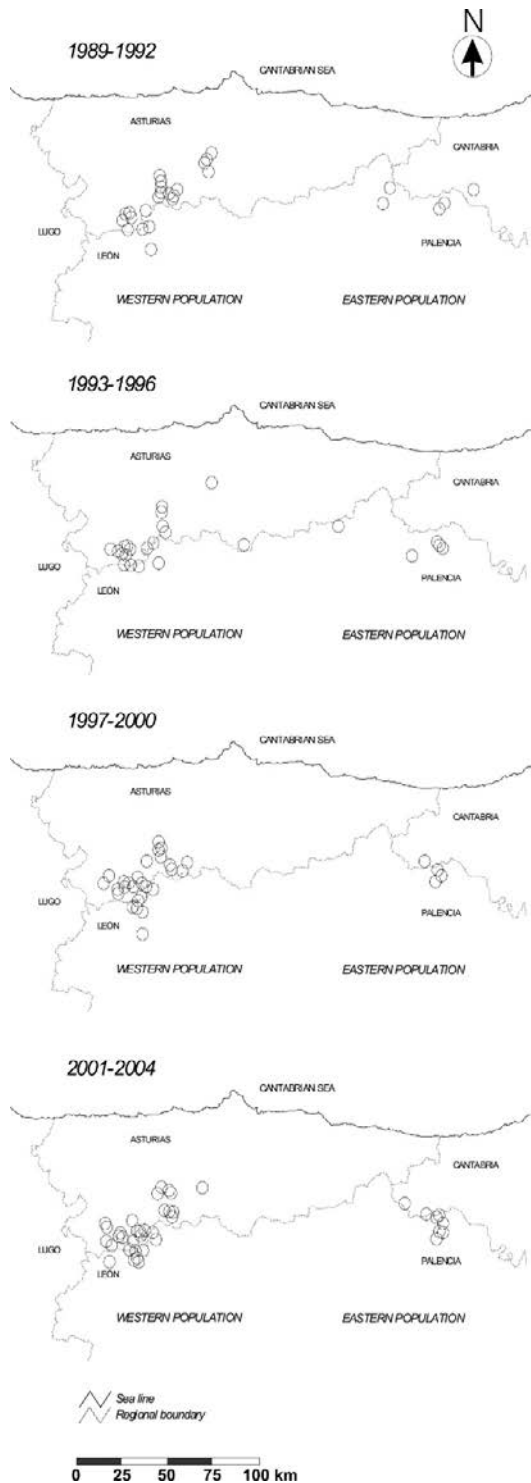 N
1989-1992
CANTABRIAN SEA
ASTURIAS
CANTABRIA
LUGO
LEÓN
PALENCIA
WESTERN POPULATION
EASTERN POPULATION
1993-1996
CANTABRIAN SEA
ASTURIAS
CANTABRIA
LUGO
LEÓN
PALENCIA
WESTERN POPULATION
EASTERN POPULATION
1997-2000
CANTABRIAN SEA
ASTURIAS
CANTABRIA
LUGO
LEÓN
PALENCIA
WESTERN POPULATION
EASTERN POPULATION
2001-2004
CANTABRIAN SEA
ASTURIAS
CANTABRIA
LUGO
LEÓN
PALENCIA
WESTERN POPULATION
EASTERN POPULATION
Sea line
Regional boundary
0 25 50 75 100 km